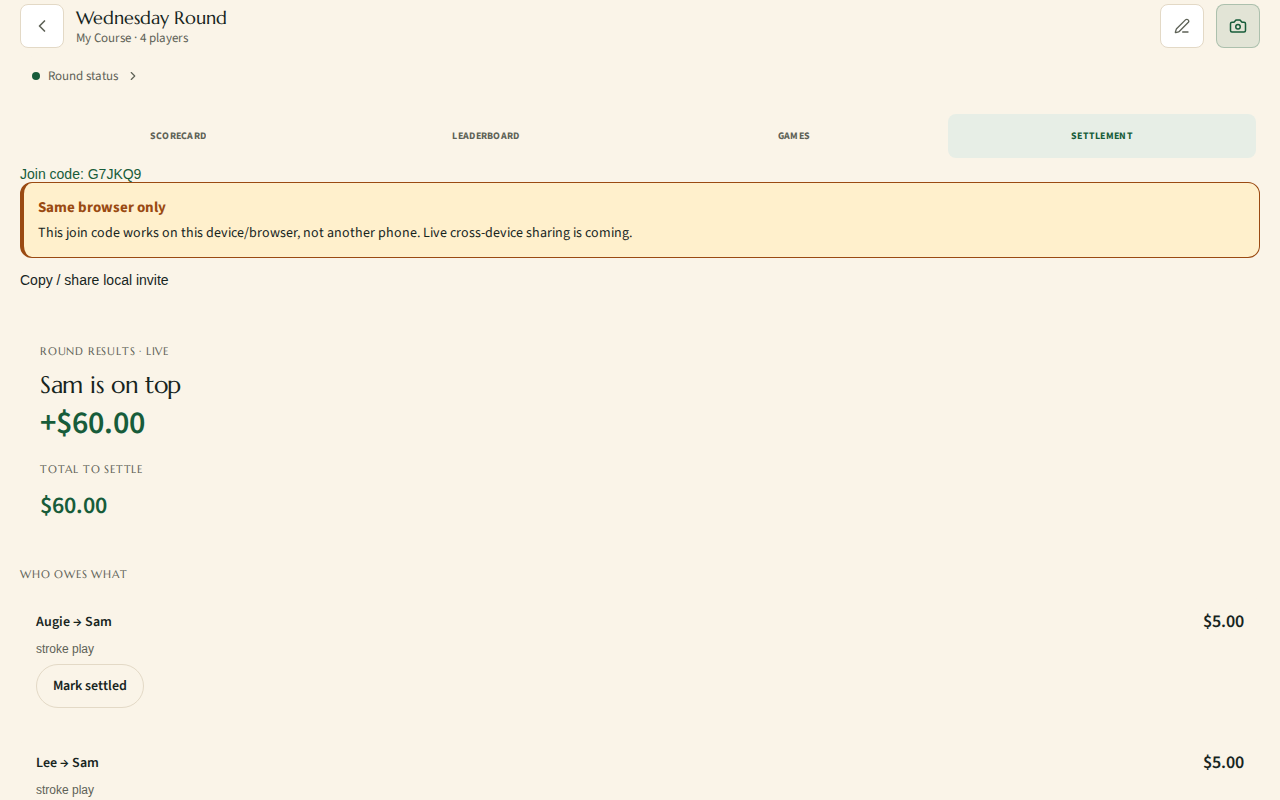 Wednesday Round
My Course · 4 players
Round status
SCORECARD
LEADERBOARD
GAMES
SETTLEMENT
Join code: G7JKQ9
Same browser only
This join code works on this device/browser, not another phone. Live cross-device sharing is coming.
Copy / share local invite
ROUND RESULTS · LIVE
Sam is on top
+$60.00
TOTAL TO SETTLE
$60.00
WHO OWES WHAT
Augie → Sam
$5.00
stroke play
Mark settled
Lee → Sam
$5.00
stroke play